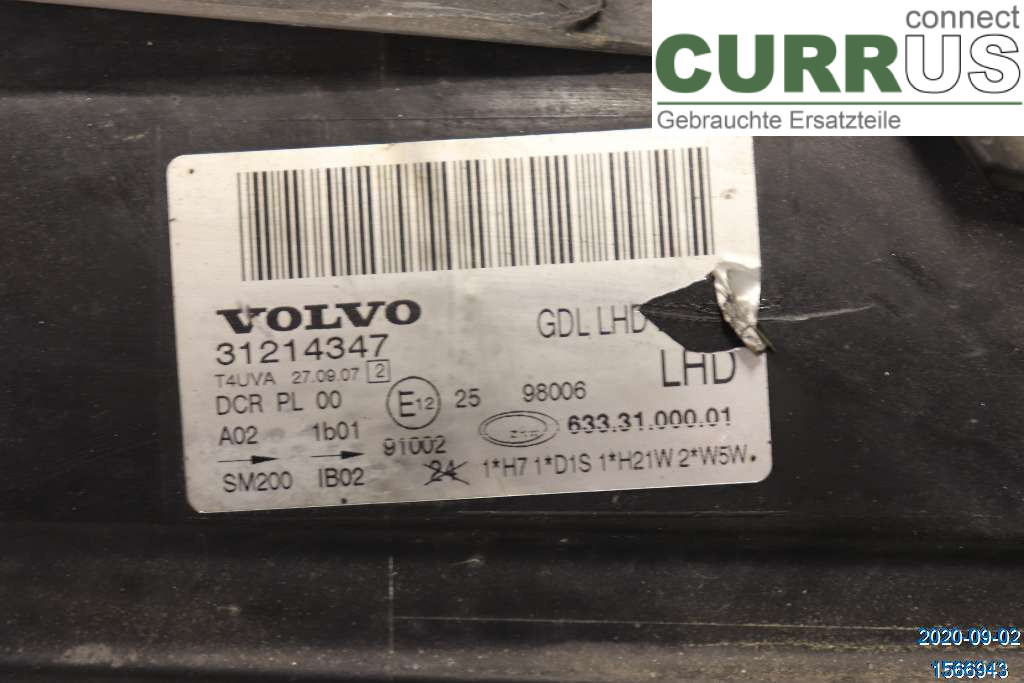 connect
CURRUS
Gebrauchte Ersatzteile
VOLVO
31214347
T4UVA 27.09.07 2
DCR PL 00
A02 1b01
SM200 IB02
E12 25
91002
24
GDL LHD
LHD
98006
633.31.000.01
1*H7 1*D1S 1*H21W 2*W5W
2020-09-02
1566943